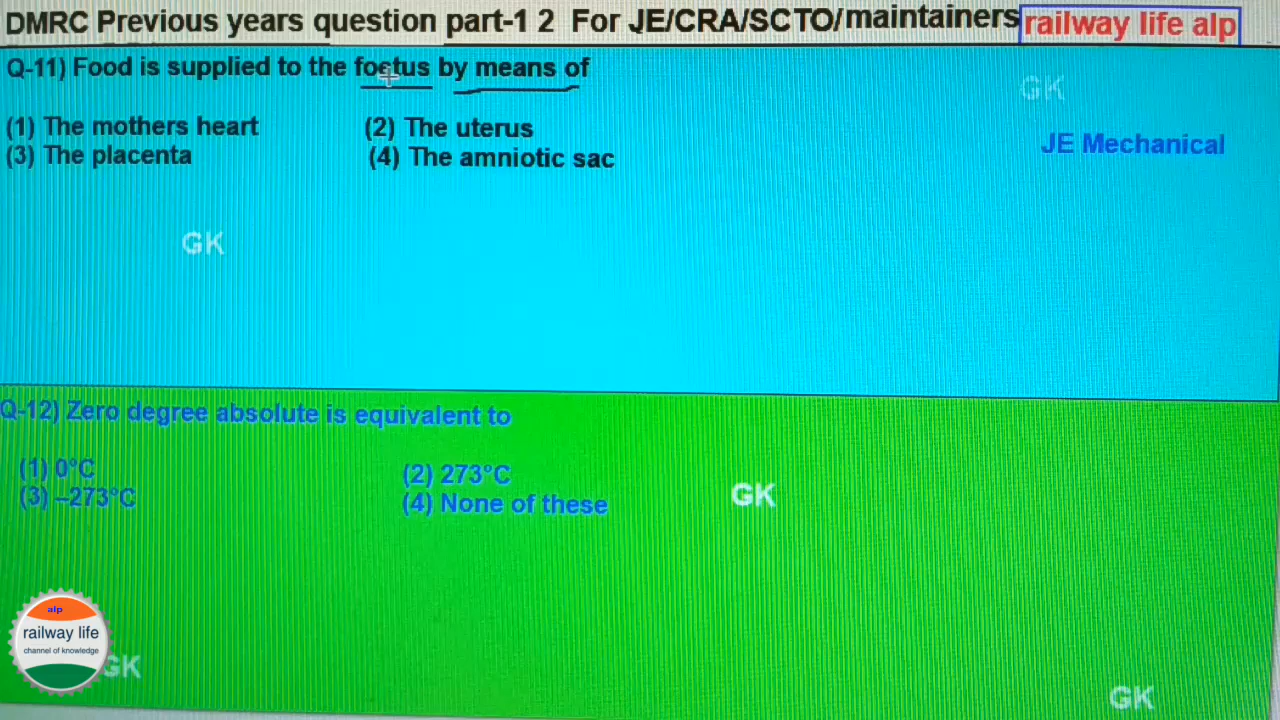 DMRC Previous years question part-1 2 For JE/CRA/SCTO/maintainers railway life alp
Q-11) Food is supplied to the foetus by means of
GK
(1) The mothers heart (2) The uterus
JE Mechanical
(3) The placenta (4) The amniotic sac
GK
Q-12) Zero degree absolute is equivalent to
(1) 0°C (2) 273°C
(3) –273°C (4) None of these
GK
alp
railway life
channel of knowledge
GK
GK